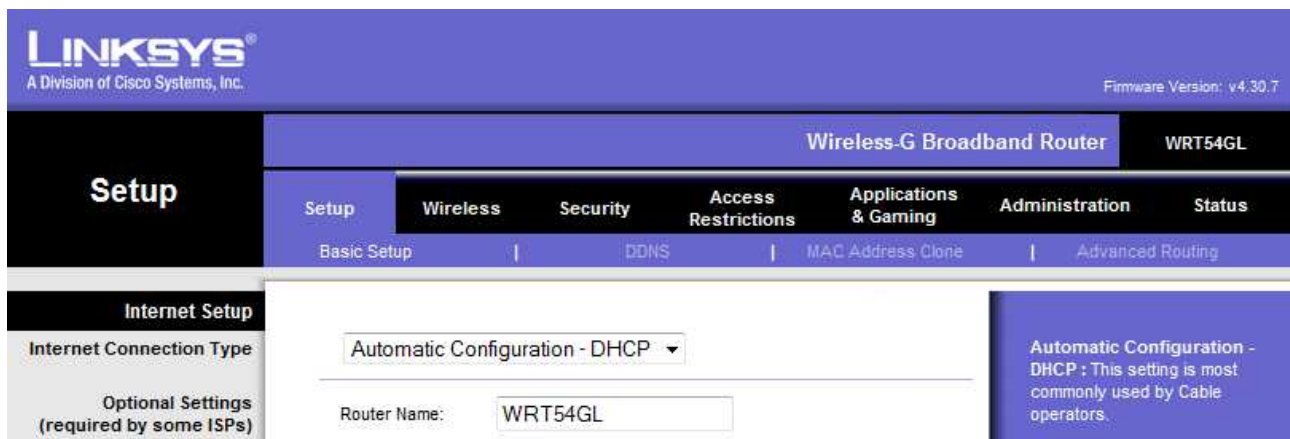 LINKSYS®
A Division of Cisco Systems, Inc.
Firmware Version: v4.30.7
Wireless-G Broadband Router WRT54GL
Setup
Setup Wireless Security Access Restrictions Applications & Gaming Administration Status
Basic Setup | DDNS | MAC Address Clone | Advanced Routing
Internet Setup
Internet Connection Type
Automatic Configuration - DHCP
Optional Settings
(required by some ISPs)
Router Name: WRT54GL
Automatic Configuration -
DHCP : This setting is most
commonly used by Cable
operators.